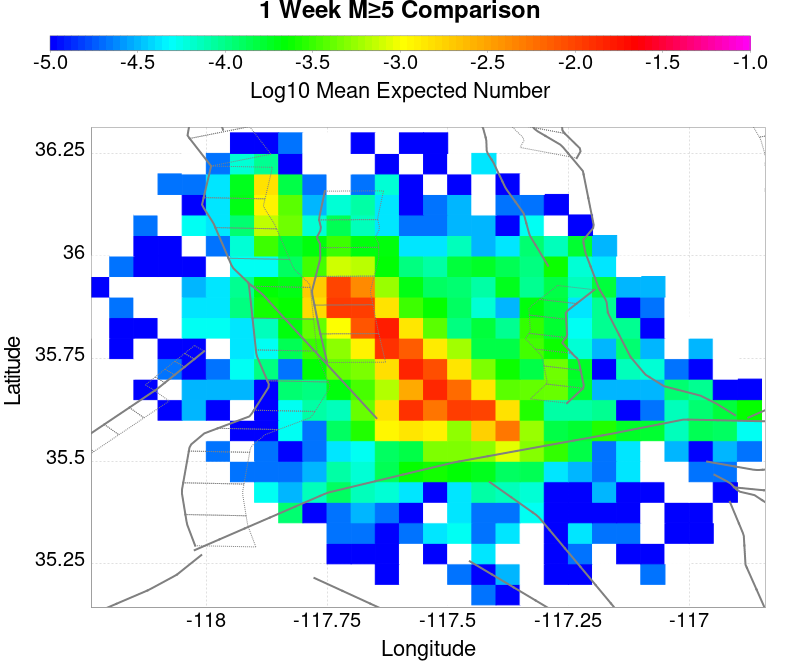 1 Week M≥5 Comparison
-5.0 -4.5 -4.0 -3.5 -3.0 -2.5 -2.0 -1.5 -1.0
Log10 Mean Expected Number
36.25
36
35.75
35.5
35.25
Latitude
-118 -117.75 -117.5 -117.25 -117
Longitude